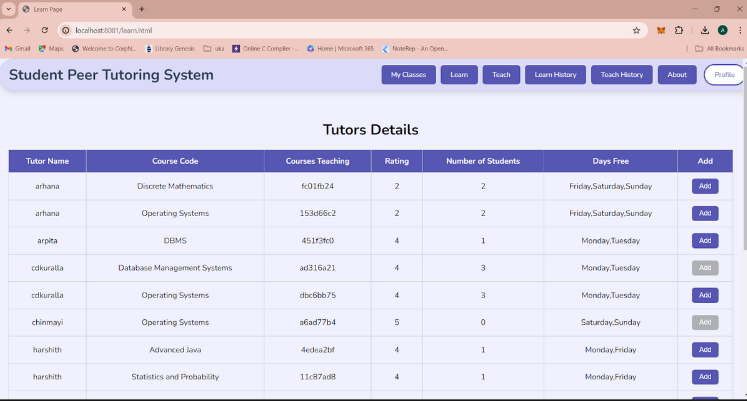 Learn Page
localhost:8081/learn.html
A
Gmail Maps Welcome to CorpN... Library Genesis uka Online C Compiler -... Home | Microsoft 365 NoteRep - An Open... All Bookmarks
Student Peer Tutoring System My Classes Learn Teach Learn History Teach History About Profile
Tutors Details
Tutor Name Course Code Courses Teaching Rating Number of Students Days Free Add
arhana Discrete Mathematics fc01fb24 2 2 Friday,Saturday,Sunday Add
arhana Operating Systems 153d66c2 2 2 Friday,Saturday,Sunday Add
arpita DBMS 451f3fc0 4 1 Monday,Tuesday Add
cdkuralla Database Management Systems ad316a21 4 3 Monday,Tuesday Add
cdkuralla Operating Systems dbc6bb75 4 3 Monday,Tuesday Add
chinmayi Operating Systems a6ad77b4 5 0 Saturday,Sunday Add
harshith Advanced Java 4edea2bf 4 1 Monday,Friday Add
harshith Statistics and Probability 11c87ad8 4 1 Monday,Friday Add